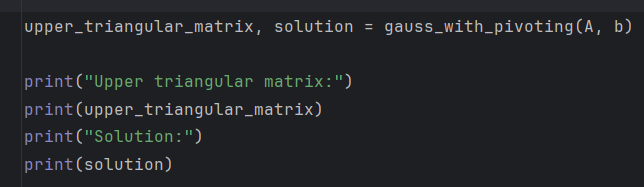 upper_triangular_matrix, solution = gauss_with_pivoting(A, b)
print("Upper triangular matrix:")
print(upper_triangular_matrix)
print("Solution:")
print(solution)